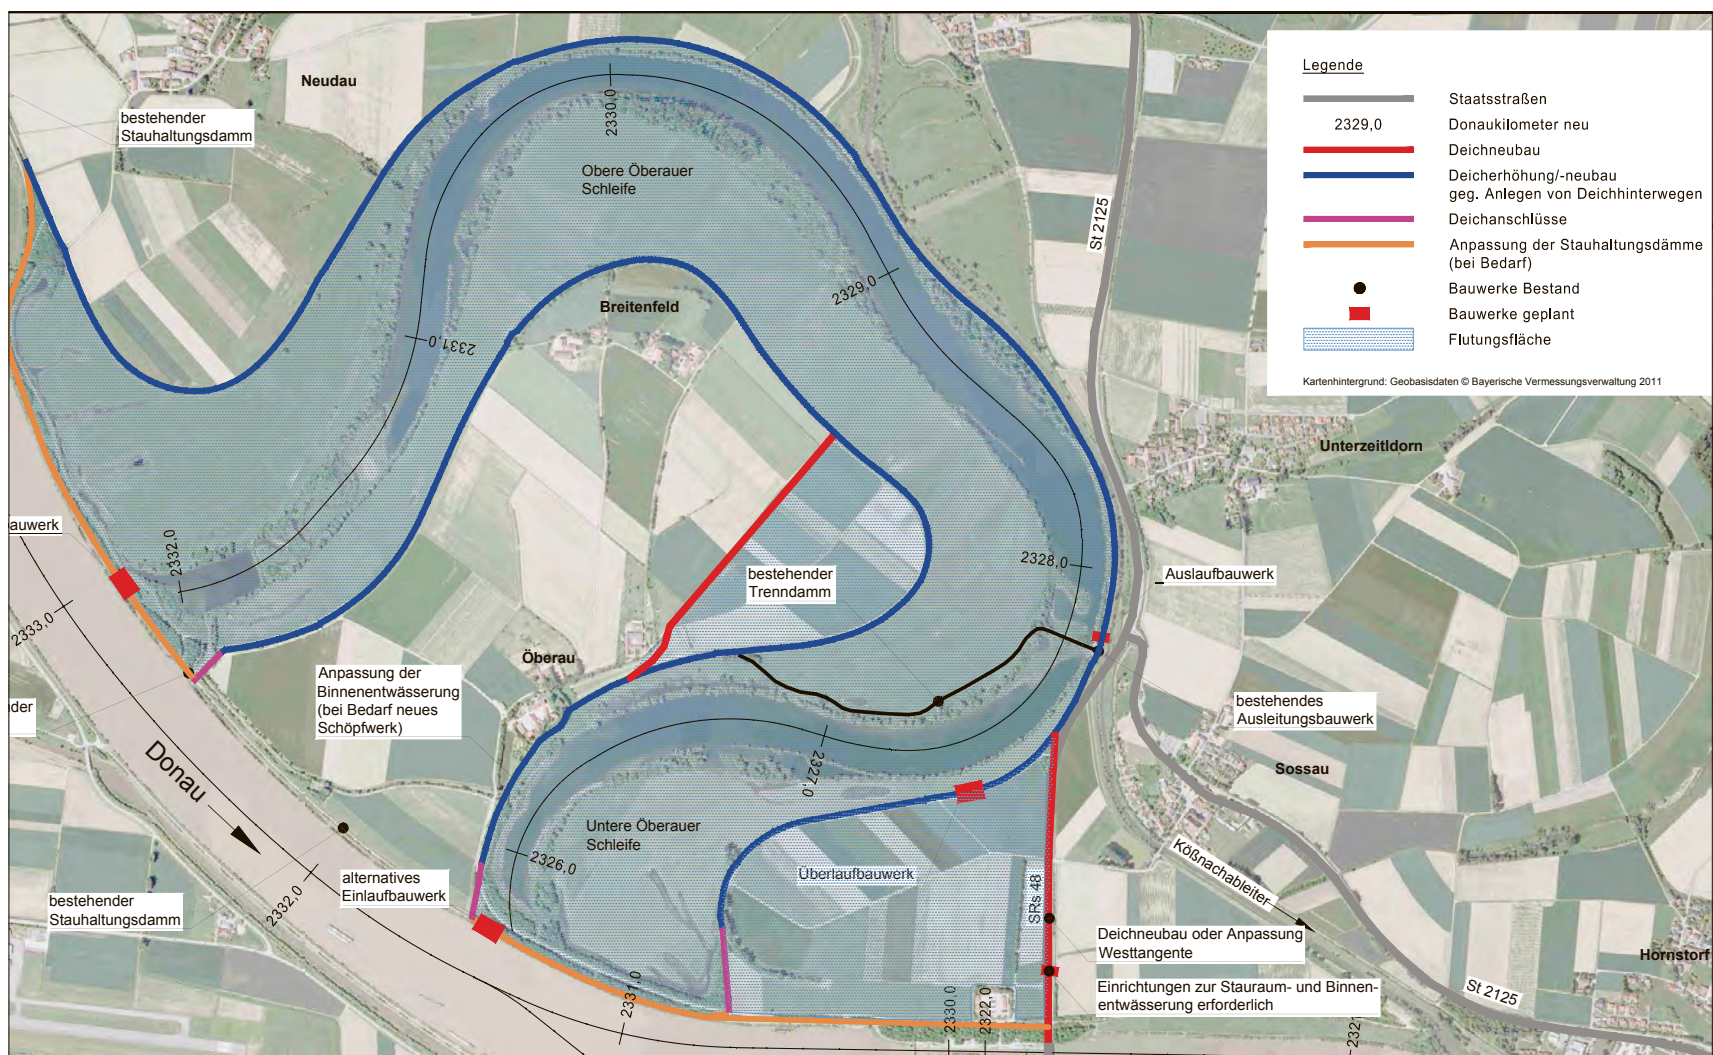 Neudau
bestehender
Stauhaltungsdamm
2330,0
Obere Öberauer
Schleife
St 2125
2329,0
Breitenfeld
2331,0
Legende
Staatsstraßen
2329,0 Donaukilometer neu
Deichneubau
Deicherhöhung/-neubau
geg. Anlegen von Deichhinterwegen
Deichanschlüsse
Anpassung der Stauhaltungsdämme
(bei Bedarf)
Bauwerke Bestand
Bauwerke geplant
Flutungsfläche
Kartenhintergrund: Geobasisdaten © Bayerische Vermessungsverwaltung 2011
Unterzeitldorn
auwerk
2332,0
2333,0
2328,0
bestehender
Trenndamm
Auslaufbauwerk
Öberau
Anpassung der
Binnenentwässerung
(bei Bedarf neues
Schöpfwerk)
nder
bestehendes
Ausleitungsbauwerk
Donau
2327,0
Sossau
Untere Öberauer
Schleife
2326,0
Überlaufbauwerk
Kößnachableiter
SRs 48
alternatives
Einlaufbauwerk
2332,0
bestehender
Stauhaltungsdamm
Deichneubau oder Anpassung
Westtangente
Hornstorf
Einrichtungen zur Stauraum- und Binnen-
entwässerung erforderlich
St 2125
2331,0
2330,0
2322,0